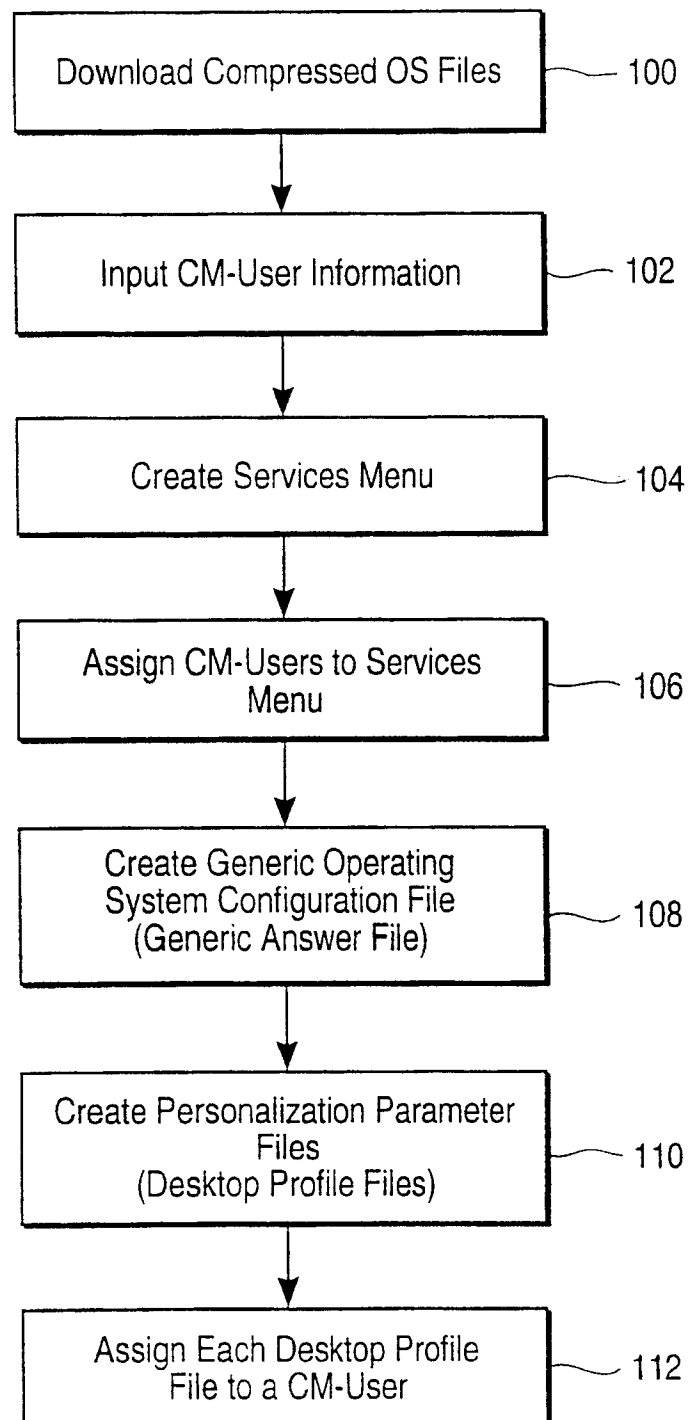 Download Compressed OS Files
100
Input CM-User Information
102
Create Services Menu
104
Assign CM-Users to Services
Menu
106
Create Generic Operating
System Configuration File
(Generic Answer File)
108
Create Personalization Parameter
Files
(Desktop Profile Files)
110
Assign Each Desktop Profile
File to a CM-User
112